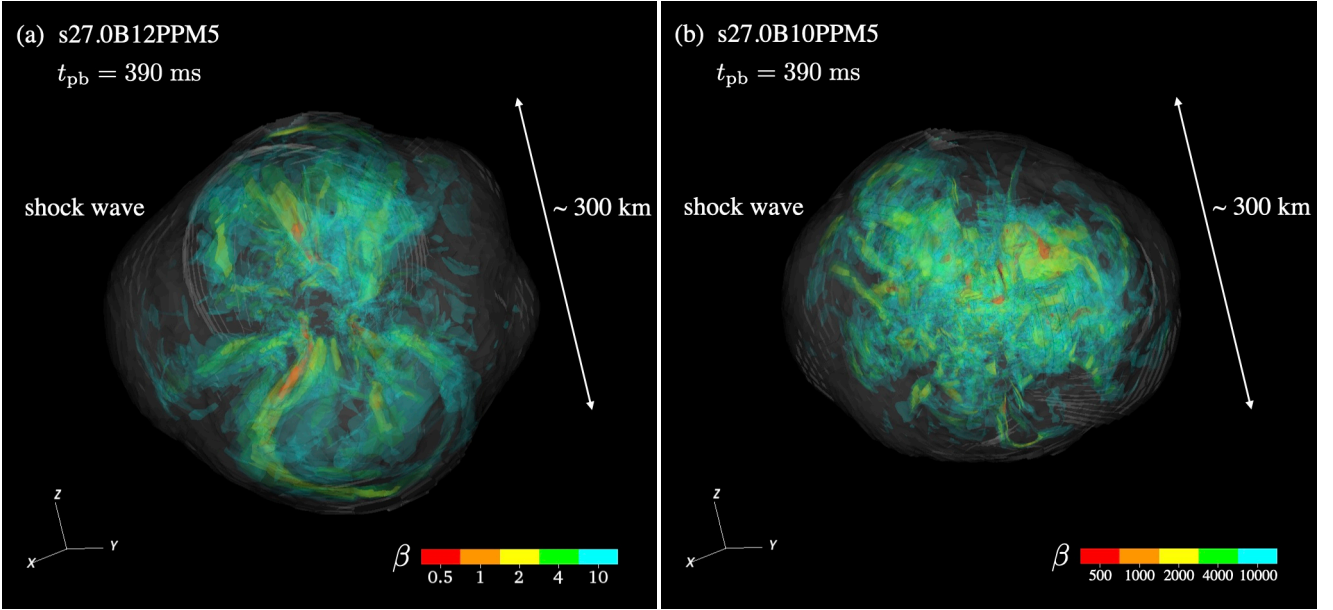 (a) s27.0B12PPM5
t_pb = 390 ms
shock wave
~ 300 km
Z
X
Y
β
0.5 1 2 4 10
(b) s27.0B10PPM5
t_pb = 390 ms
shock wave
~ 300 km
Z
X
Y
β
500 1000 2000 4000 10000